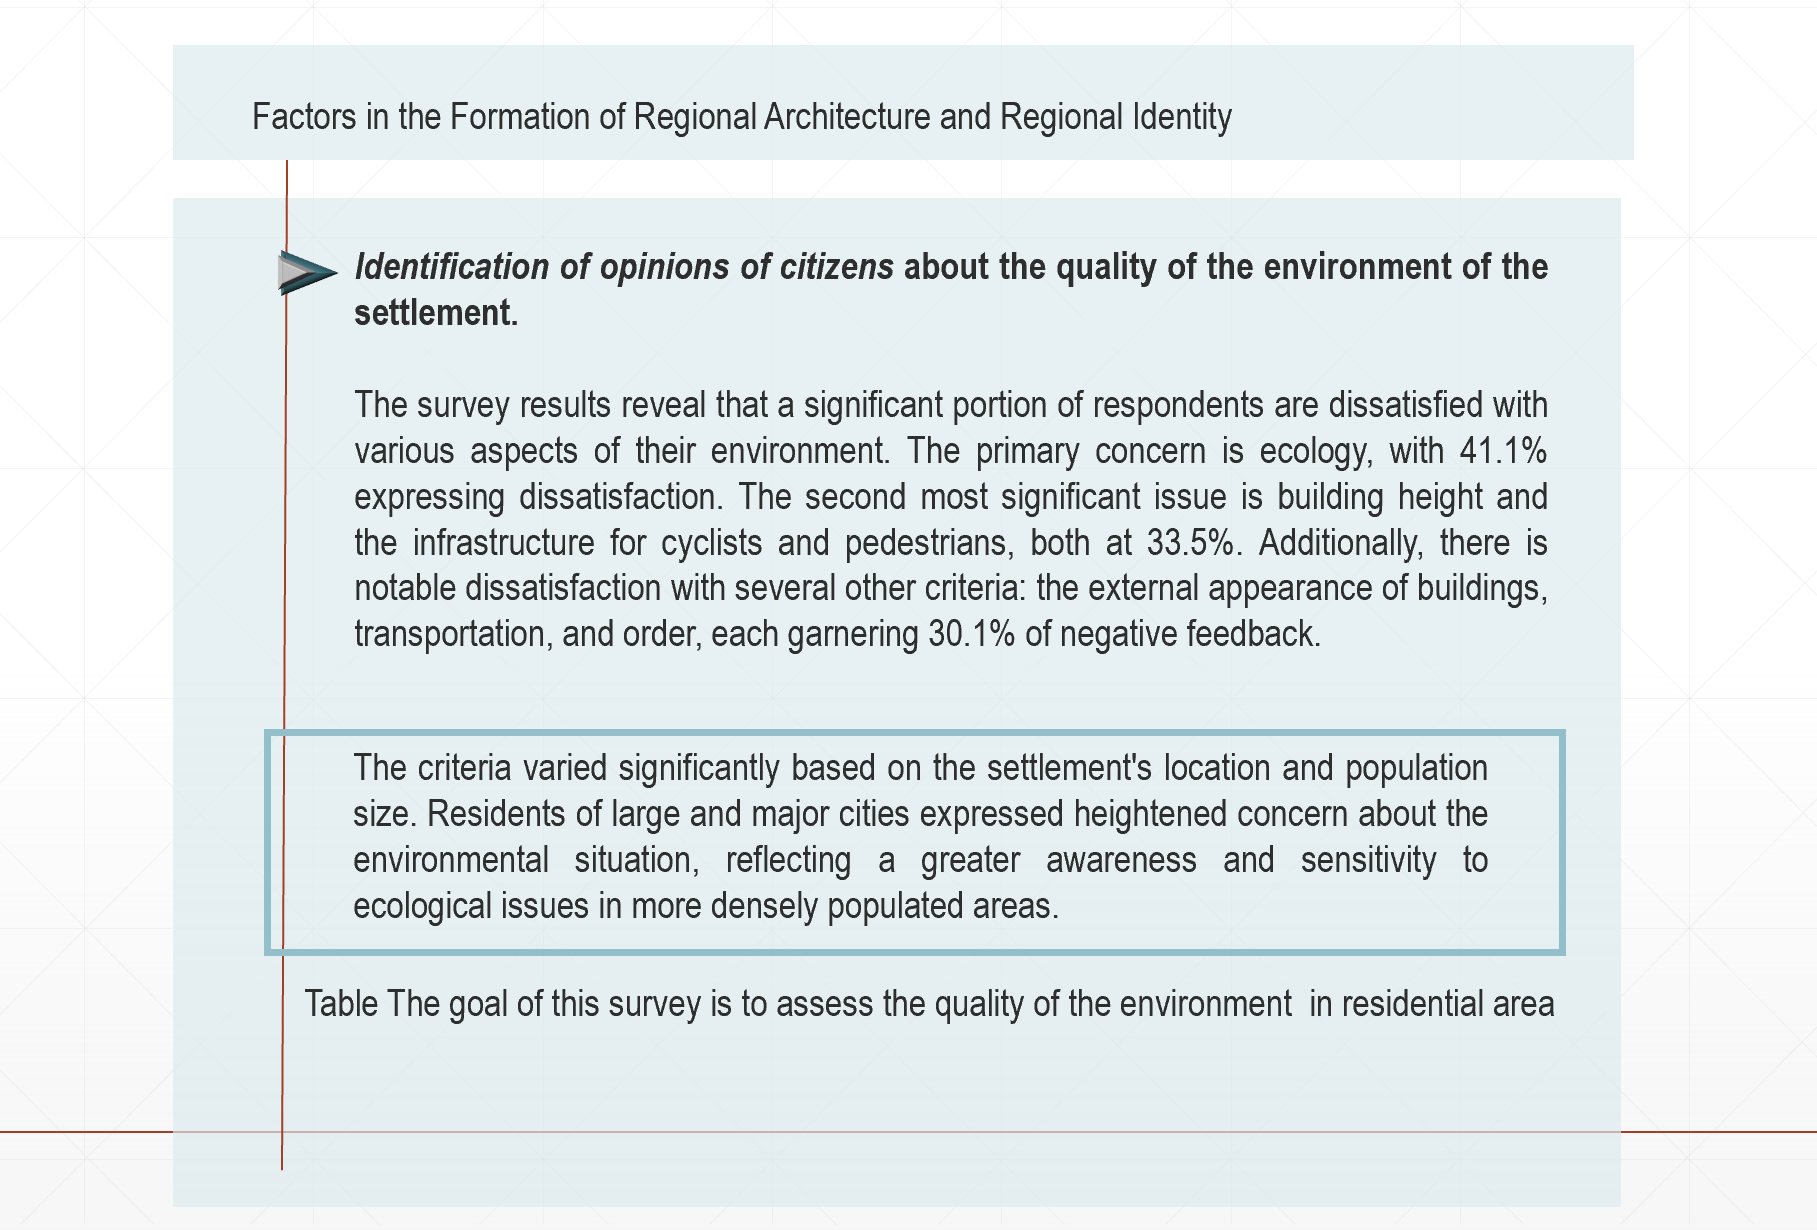 Factors in the Formation of Regional Architecture and Regional Identity
Identification of opinions of citizens about the quality of the environment of the
settlement.
The survey results reveal that a significant portion of respondents are dissatisfied with
various aspects of their environment. The primary concern is ecology, with 41.1%
expressing dissatisfaction. The second most significant issue is building height and
the infrastructure for cyclists and pedestrians, both at 33.5%. Additionally, there is
notable dissatisfaction with several other criteria: the external appearance of buildings,
transportation, and order, each garnering 30.1% of negative feedback.
The criteria varied significantly based on the settlement's location and population
size. Residents of large and major cities expressed heightened concern about the
environmental situation, reflecting a greater awareness and sensitivity to
ecological issues in more densely populated areas.
Table The goal of this survey is to assess the quality of the environment in residential area